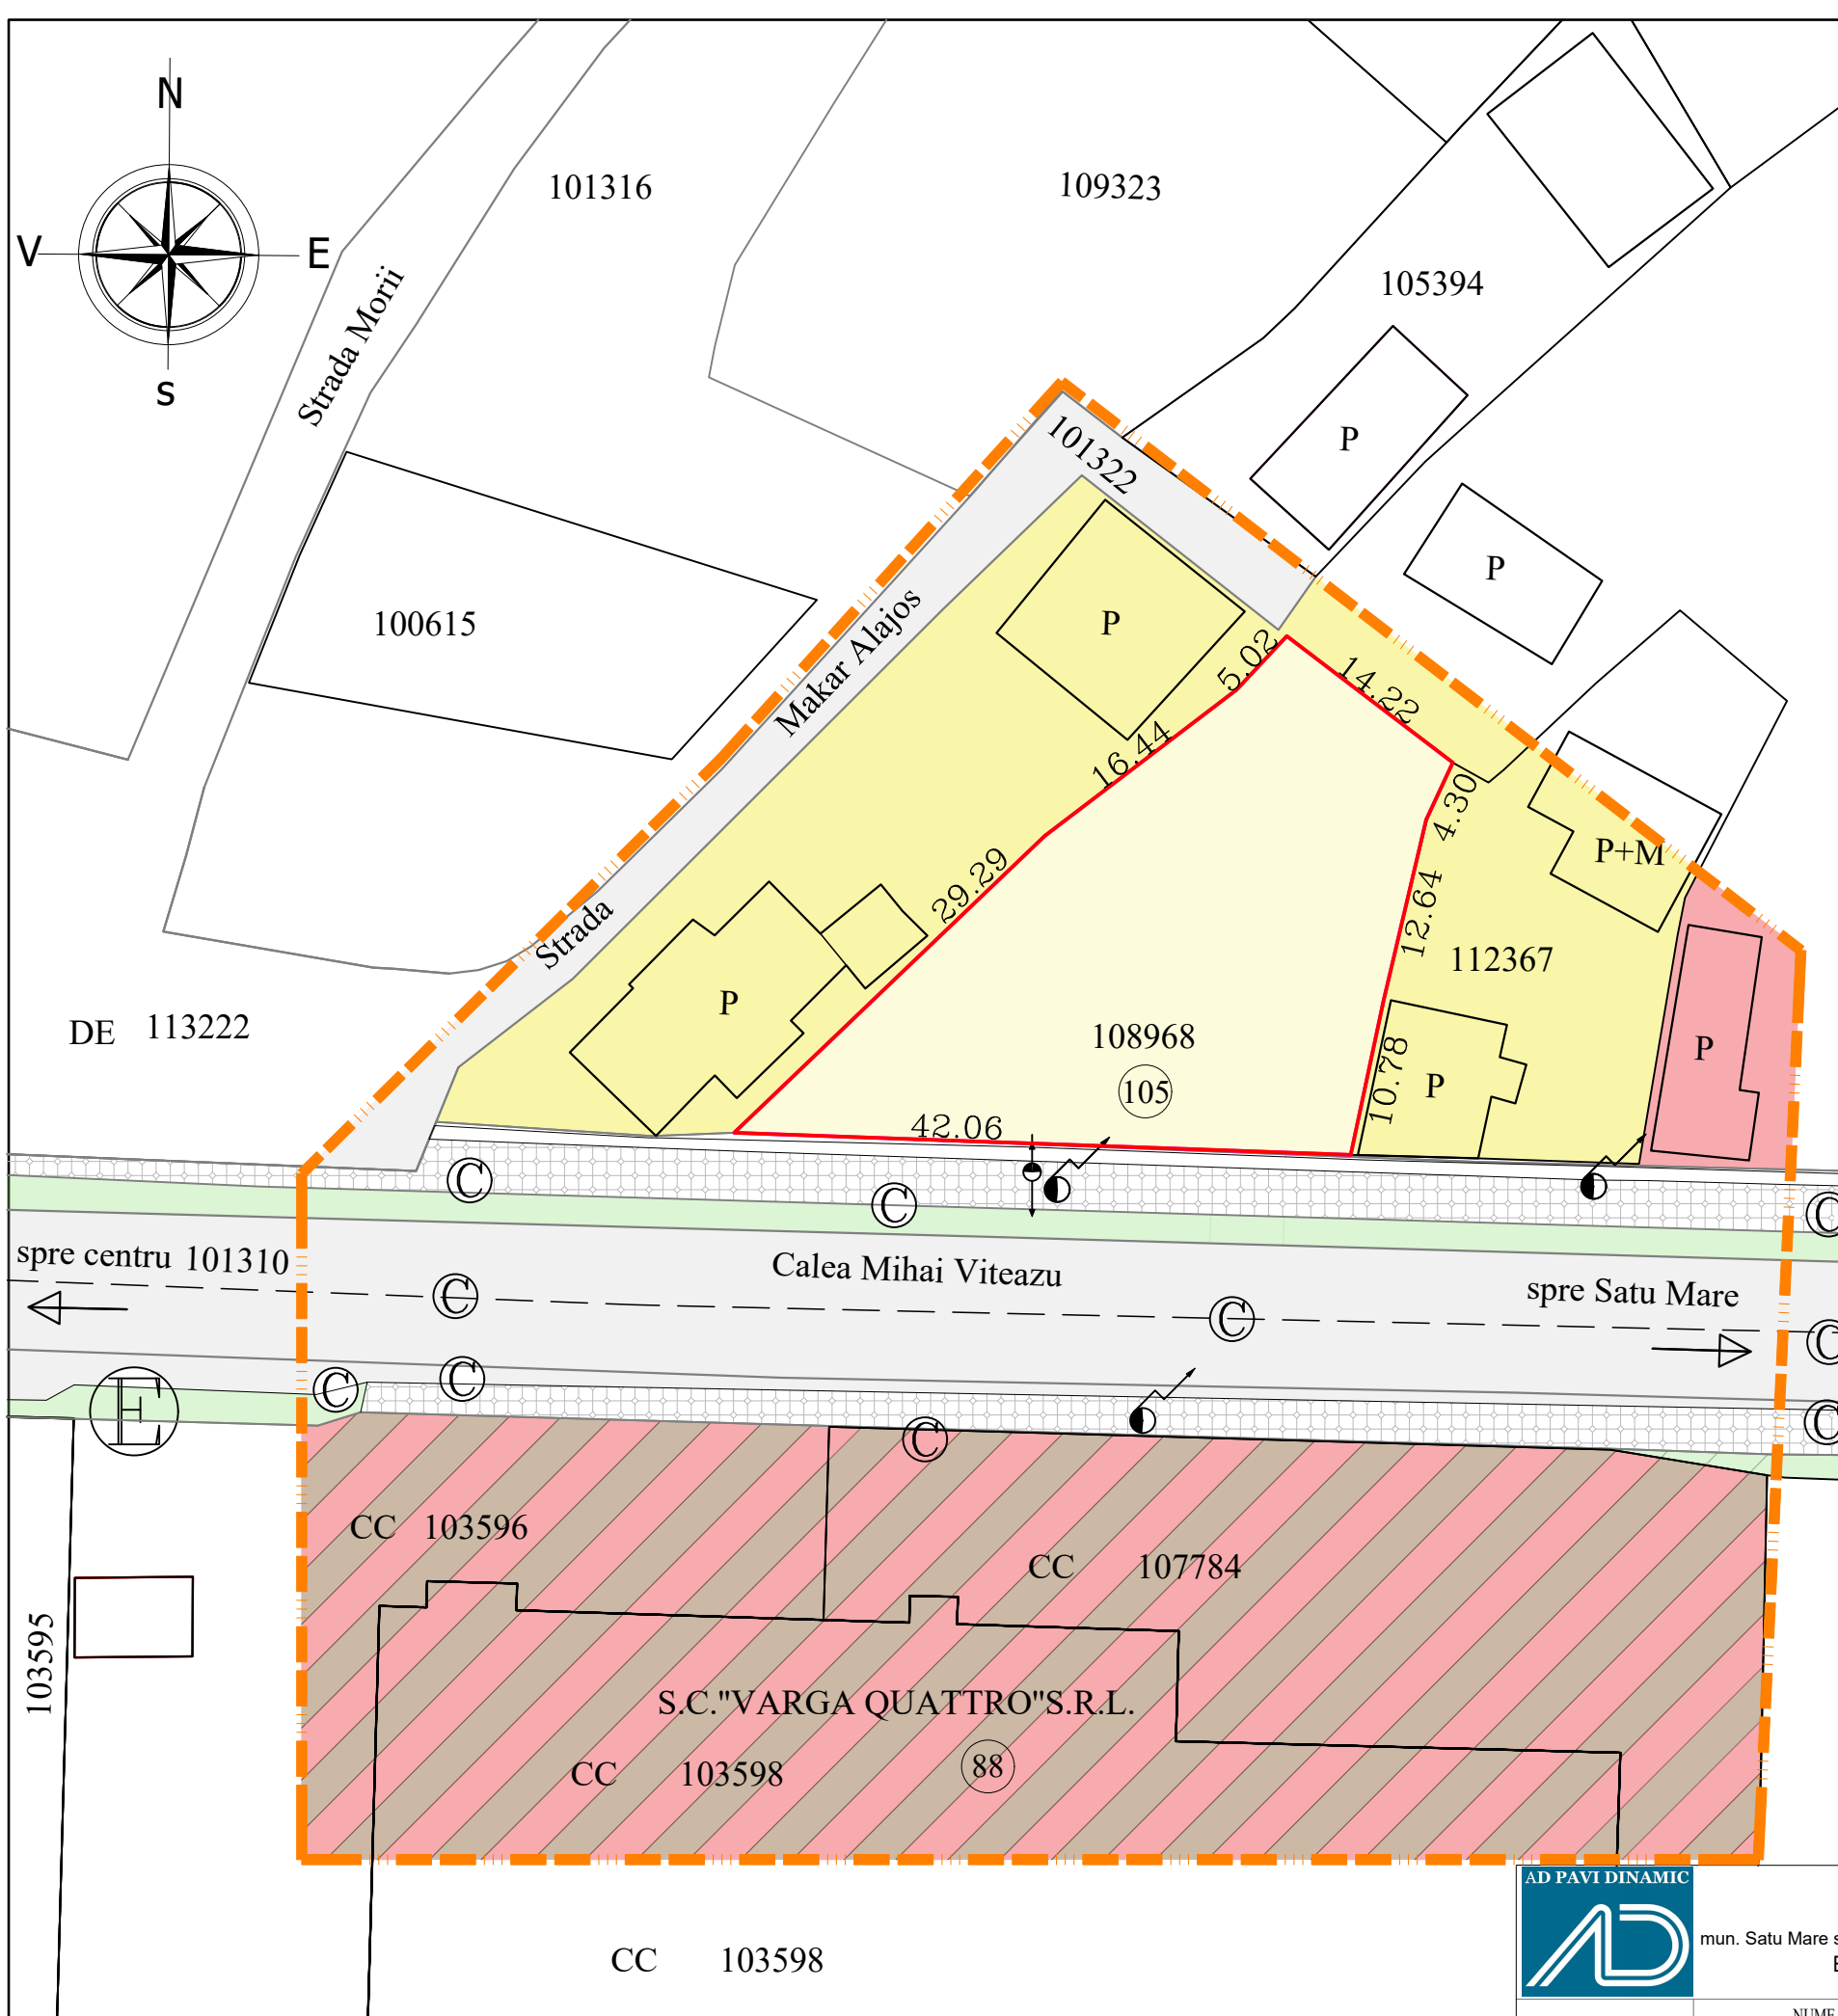 N
V
E
S
Strada Morii
101316
109323
105394
P
101322
P
P
100615
Strada Makar Alajos
5.02
14.22
16.44
4.30
29.29
P+M
12.64
112367
P
108968
105
10.78
P
P
DE 113222
42.06
C
C
C
spre centru 101310
Calea Mihai Viteazu
spre Satu Mare
C
C
C
C
C
E
C
C
CC 103596
CC 107784
103595
S.C."VARGA QUATTRO"S.R.L.
CC 103598
88
AD PAVI DINAMIC
AD
mun. Satu Mare
CC 103598
NUME